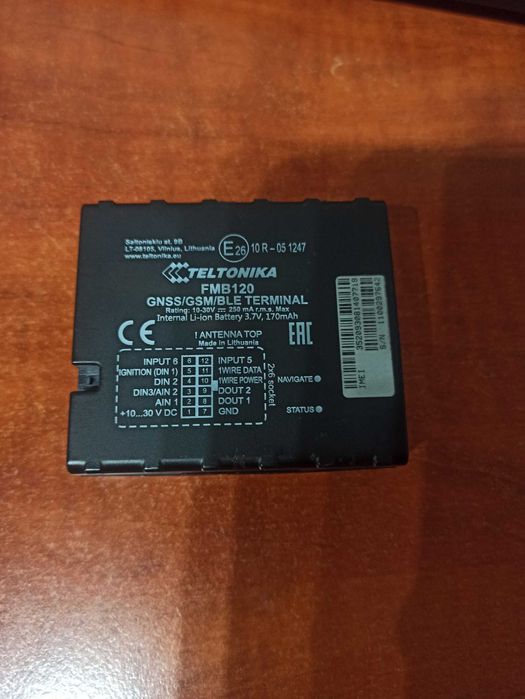 Saltoniskiu st. 9B
LT-08105, Vilnius, Lithuania
www.teltonika.eu
E26 10 R - 05 1247
TELTONIKA
FMB120
GNSS/GSM/BLE TERMINAL
Rating: 10-30V ⎓ 250 mA r.m.s. Max
Internal Li-ion Battery 3.7V, 170mAh
CE
! ANTENNA TOP
Made in Lithuania
EAC
INPUT 6 6 12 INPUT 5
IGNITION (DIN 1) 5 11 1WIRE DATA
DIN 2 4 10 1WIRE POWER
DIN3/AIN 2 3 9 DOUT 2
AIN 1 2 8 DOUT 1
+10...30 V DC 1 7 GND
2x6 socket
NAVIGATE
STATUS
IMEI
352093081407719
S/N 1100297642